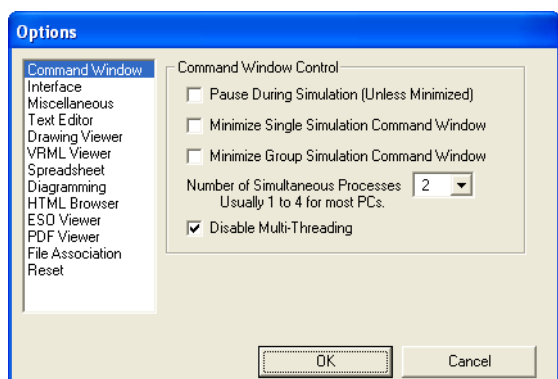 Options
Command Window
Interface
Miscellaneous
Text Editor
Drawing Viewer
VRML Viewer
Spreadsheet
Diagramming
HTML Browser
ESO Viewer
PDF Viewer
File Association
Reset
Command Window Control
Pause During Simulation (Unless Minimized)
Minimize Single Simulation Command Window
Minimize Group Simulation Command Window
Number of Simultaneous Processes 2
Usually 1 to 4 for most PCs.
Disable Multi-Threading
OK Cancel